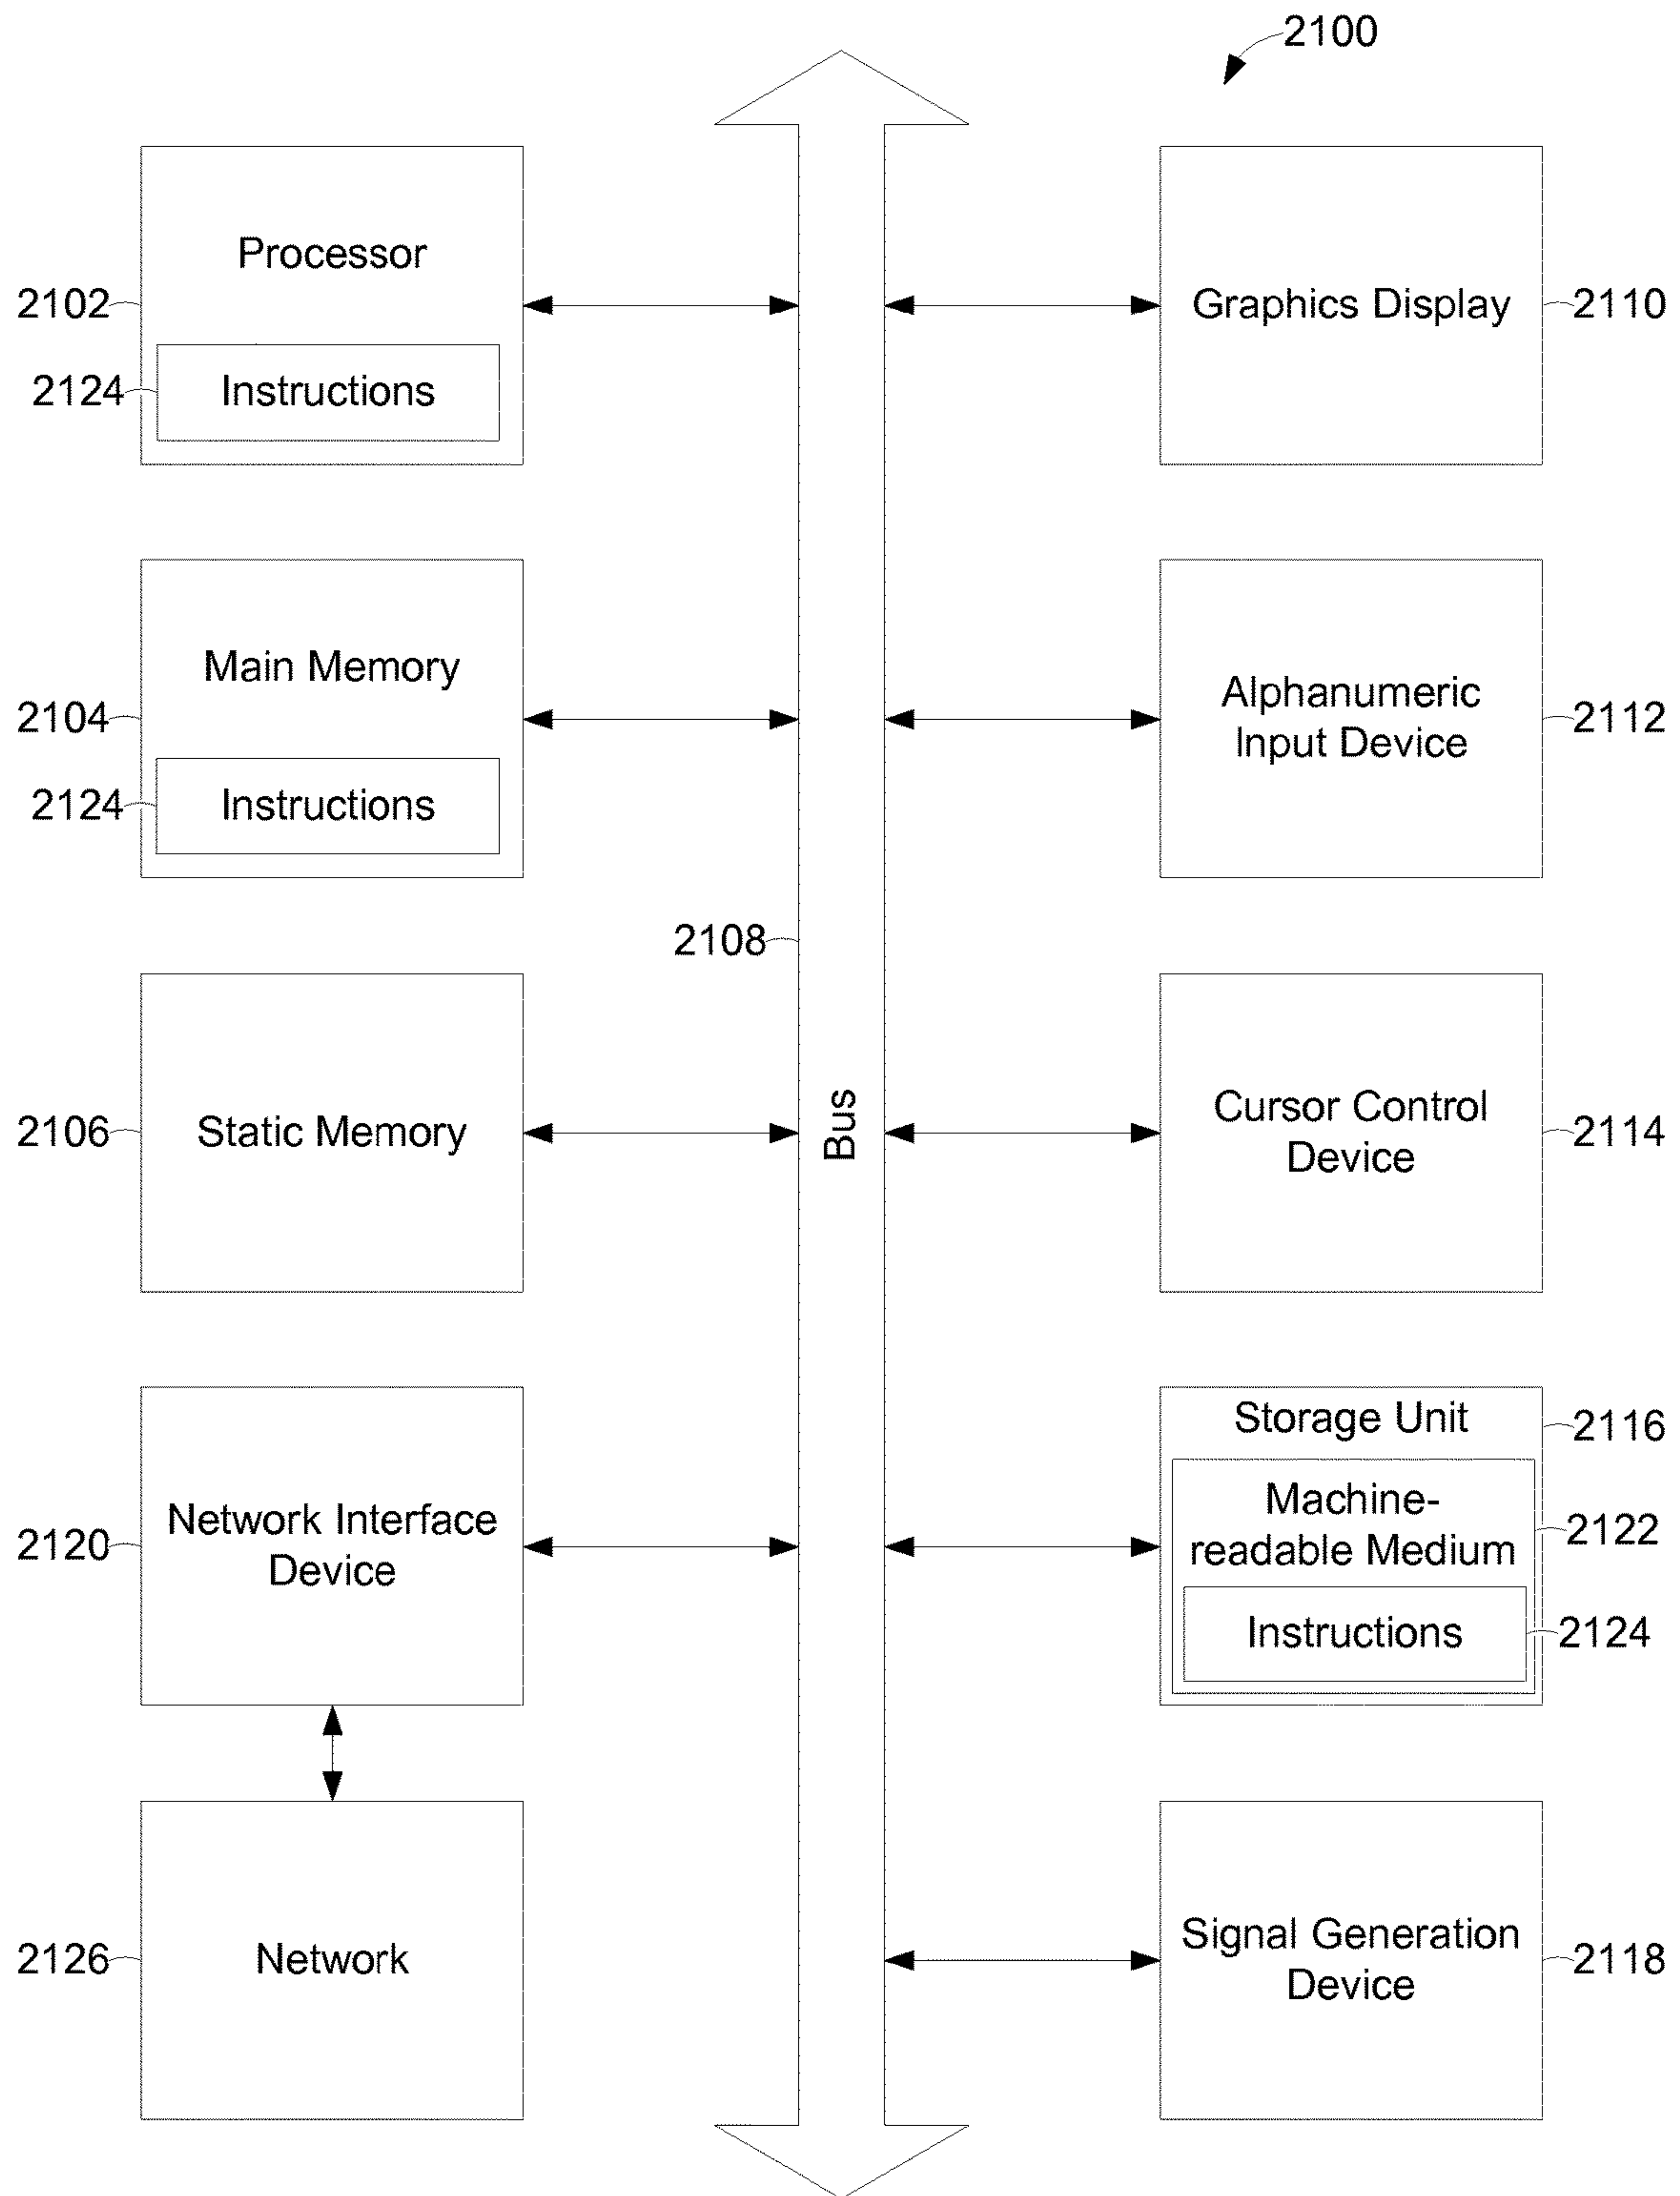 2100
Processor
2102
2124
Instructions
Graphics Display
2110
Main Memory
2104
2124
Instructions
Alphanumeric
Input Device
2112
2108
Bus
2106
Static Memory
Cursor Control
Device
2114
2120
Network Interface
Device
Storage Unit
2116
Machine-
readable Medium
2122
Instructions
2124
2126
Network
Signal Generation
Device
2118